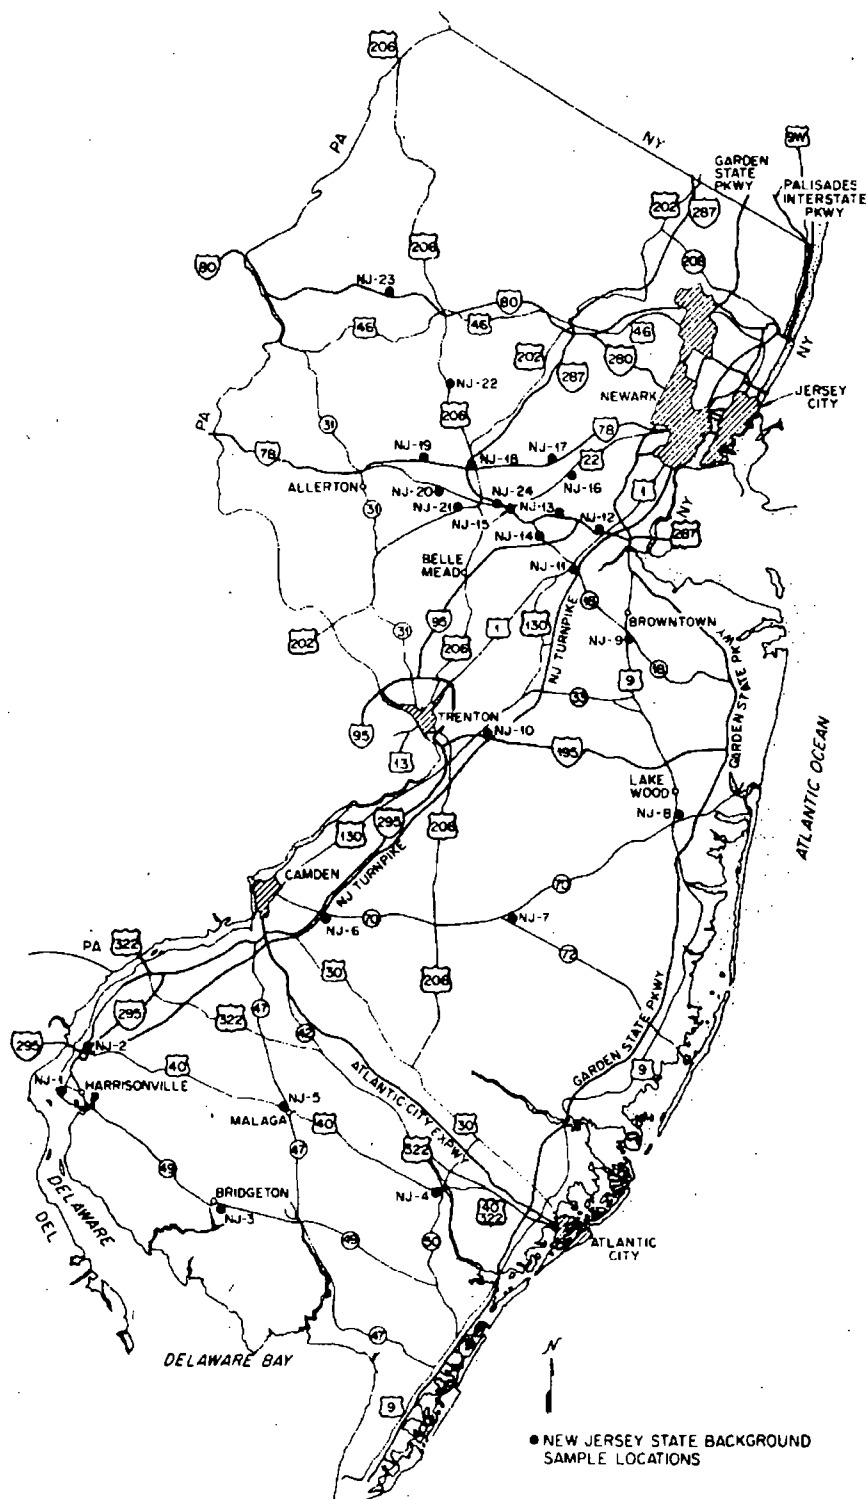 206
PA
NY
9W
GARDEN
STATE
PKWY
PALISADES
INTERSTATE
PKWY
202
287
206
208
80
NJ-23
80
46
46
46
202
287
280
NY
NEWARK
JERSEY
CITY
NJ-22
206
31
PA
78
NJ-19
NJ-18
NJ-17
78
22
ALLERTON
NJ-20
NJ-24
NJ-16
1
NJ-21
NJ-15
NJ-13
NJ-12
NY
31
NJ-14
287
BELLE
MEAD
NJ-11
18
BROWNTOWN
202
31
95
206
1
130
NJ TURNPIKE
NJ-9
18
9
GARDEN STATE PKWY
33
TRENTON
95
13
NJ-10
195
LAKE
WOOD
NJ-8
ATLANTIC OCEAN
130
295
206
CAMDEN
NJ TURNPIKE
70
NJ-6
70
NJ-7
72
PA
322
30
206
295
322
47
42
GARDEN STATE PKWY
295
NJ-2
40
ATLANTIC CITY EXPWY
9
NJ-1
HARRISONVILLE
NJ-5
MALAGA
40
30
47
322
49
BRIDGETON
NJ-3
NJ-4
40
322
DELAWARE
DEL
49
50
ATLANTIC
CITY
47
DELAWARE BAY
9
N
● NEW JERSEY STATE BACKGROUND
SAMPLE LOCATIONS